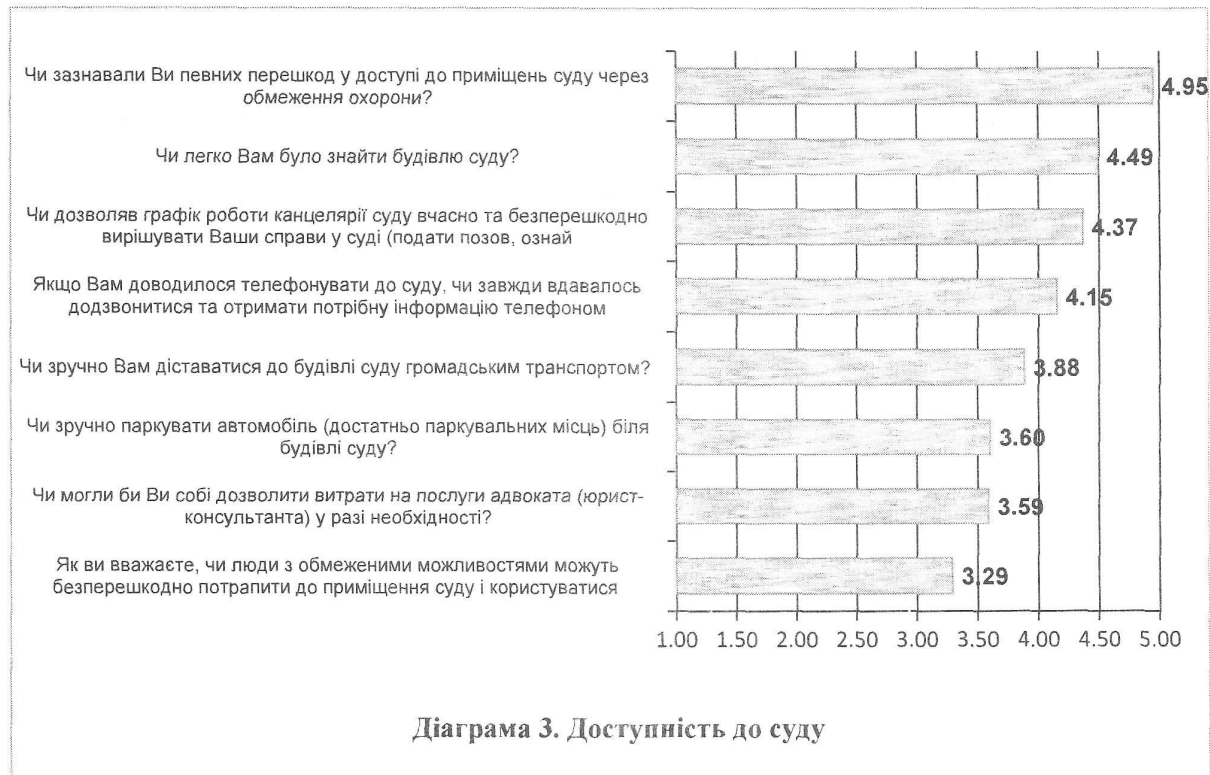 Чи зазнавали Ви певних перешкод у доступі до приміщень суду через
обмеження охорони?
4.95
Чи легко Вам було знайти будівлю суду?
4.49
Чи дозволяв графік роботи канцелярії суду вчасно та безперешкодно
вирішувати Ваши справи у суді (подати позов, ознай
4.37
Якщо Вам доводилося телефонувати до суду, чи завжди вдавалось
додзвонитися та отримати потрібну інформацію телефоном
4.15
Чи зручно Вам діставатися до будівлі суду громадським транспортом?
3.88
Чи зручно паркувати автомобіль (достатньо паркувальних місць) біля
будівлі суду?
3.60
Чи могли би Ви собі дозволити витрати на послуги адвоката (юрист-
консультанта) у разі необхідності?
3.59
Як ви вважаєте, чи люди з обмеженими можливостями можуть
безперешкодно потрапити до приміщення суду і користуватися
3.29
1.00 1.50 2.00 2.50 3.00 3.50 4.00 4.50 5.00
Діаграма 3. Доступність до суду